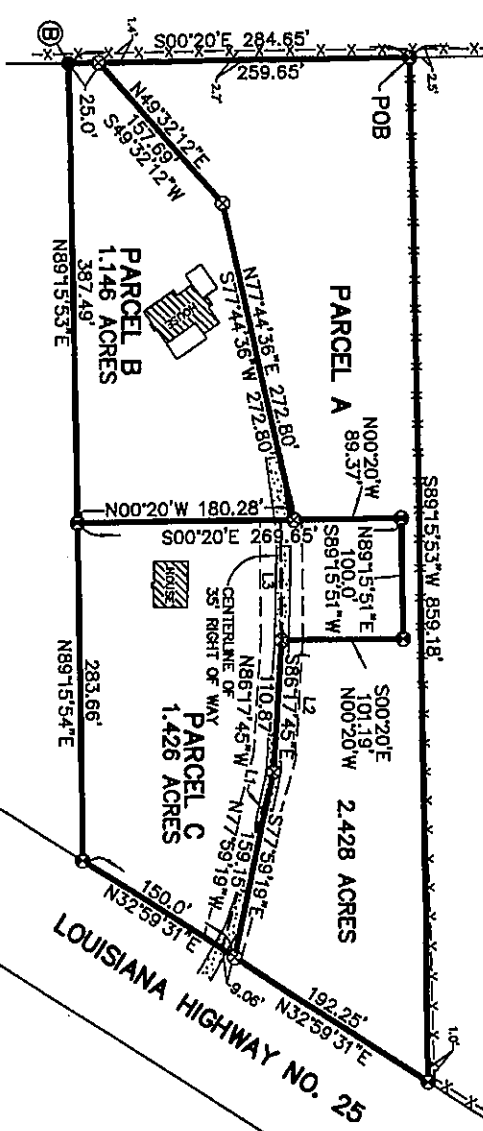 B
1.4'
S00°20'E 284.65'
259.65'
2.7'
2.5'
POB
25.0'
N49°32'12"E
157.69'
S49°32'12"W
N77°44'36"E 272.80'
S77°44'36"W 272.80'
PARCEL A
N00°20'W
89.37'
N89°15'51"E
100.0'
S89°15'51"W
S89°15'53"W 859.18'
S00°20'E
101.19'
N00°20'W
2.428 ACRES
HOUSE
PARCEL B
1.146 ACRES
387.49'
N89°15'53"E
N00°20'W 180.28'
S00°20'E 269.65'
HOUSE
L3
CENTERLINE OF
35' RIGHT OF WAY
L2
S86°17'45"E
110.87'
N86°17'45"W
L1
S77°59'19"E
159.15'
N77°59'19"W
PARCEL C
1.426 ACRES
283.66'
N89°15'54"E
150.0'
N32°59'31"E
9.06'
192.25'
N32°59'31"E
1.0'
LOUISIANA HIGHWAY NO. 25